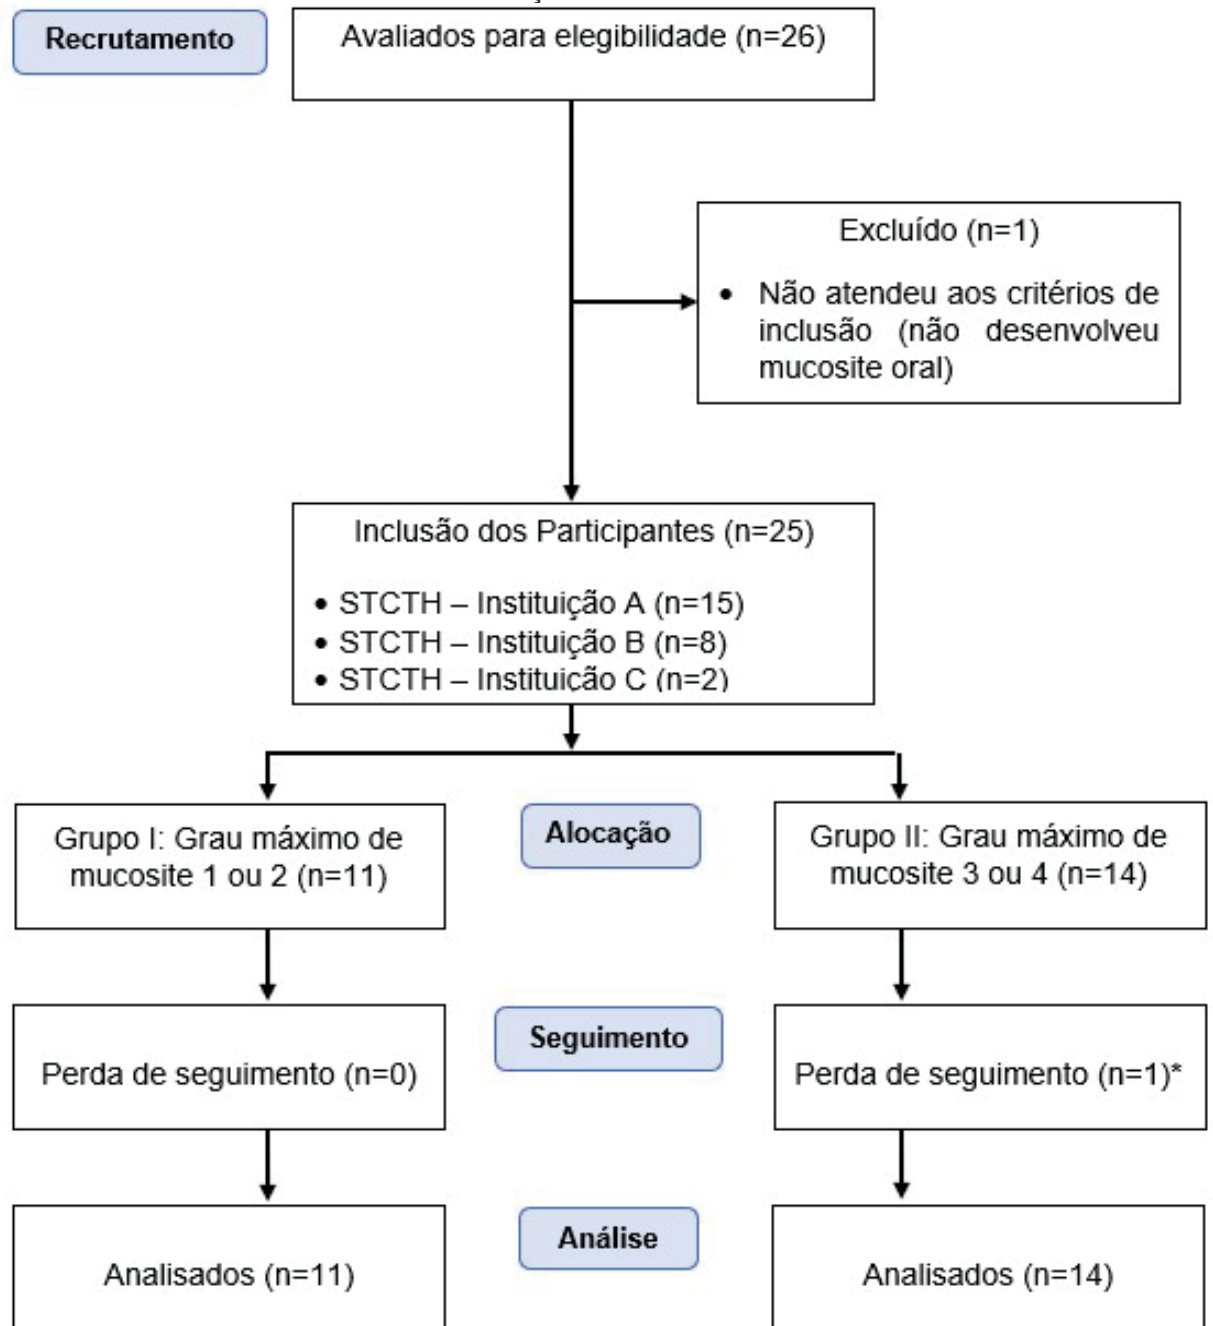 Recrutamento
Avaliados para elegibilidade (n=26)
Excluído (n=1)
• Não atendeu aos critérios de
inclusão (não desenvolveu
mucosite oral)
Inclusão dos Participantes (n=25)
• STCTH – Instituição A (n=15)
• STCTH – Instituição B (n=8)
• STCTH – Instituição C (n=2)
Grupo I: Grau máximo de
mucosite 1 ou 2 (n=11)
Alocação
Grupo II: Grau máximo de
mucosite 3 ou 4 (n=14)
Perda de seguimento (n=0)
Seguimento
Perda de seguimento (n=1)*
Analisados (n=11)
Análise
Analisados (n=14)